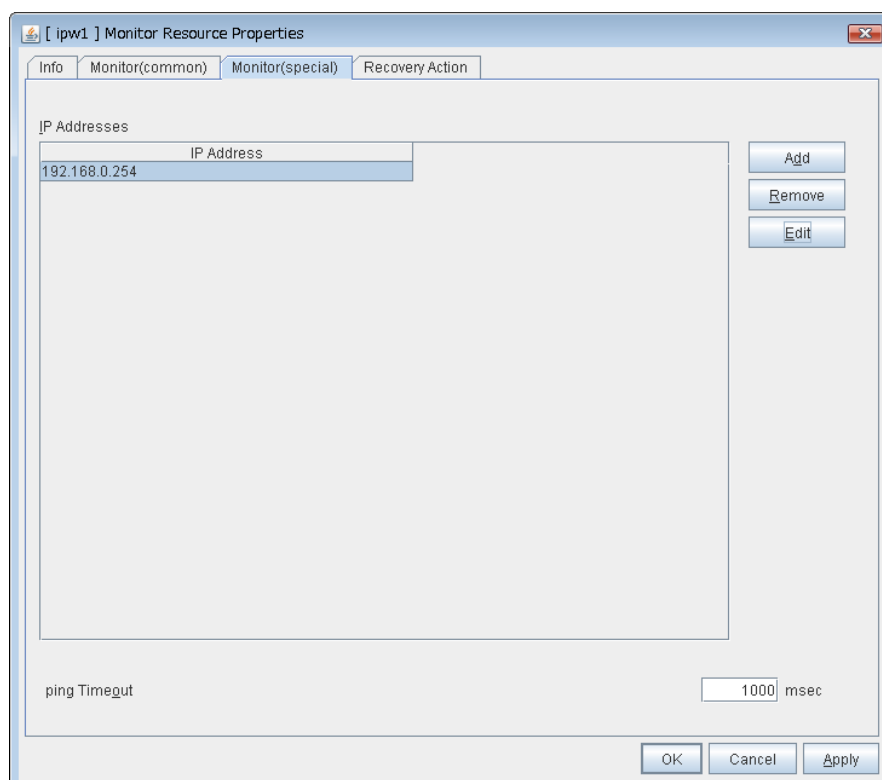 [ ipw1 ] Monitor Resource Properties
Info Monitor(common) Monitor(special) Recovery Action
IP Addresses
IP Address
192.168.0.254
Add
Remove
Edit
ping Timeout 1000 msec
OK Cancel Apply